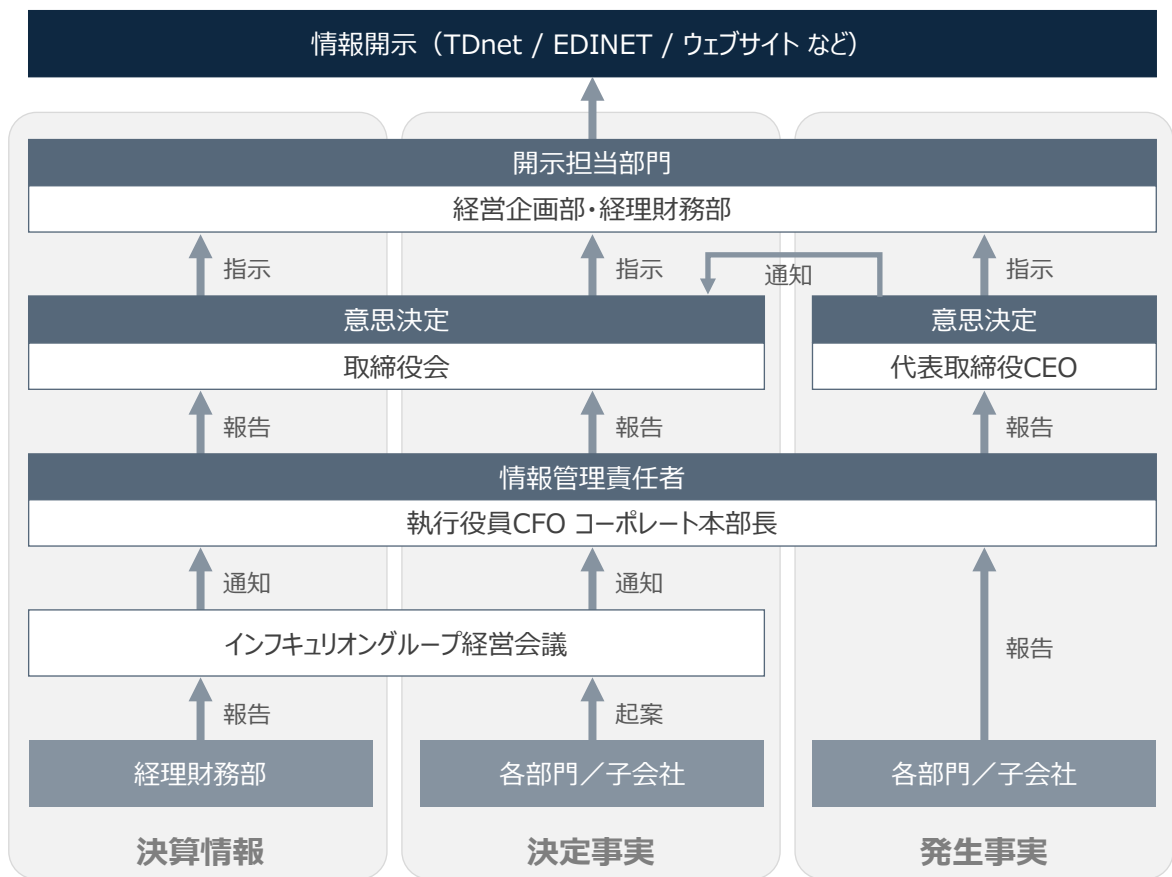 情報開示（TDnet / EDINET / ウェブサイト など）
開示担当部門
経営企画部・経理財務部
指示
指示
通知
指示
意思決定
意思決定
取締役会
代表取締役CEO
報告
報告
報告
情報管理責任者
執行役員CFO コーポレート本部長
通知
通知
インフキュリオングループ経営会議
報告
報告
起案
経理財務部
各部門／子会社
各部門／子会社
決算情報
決定事実
発生事実